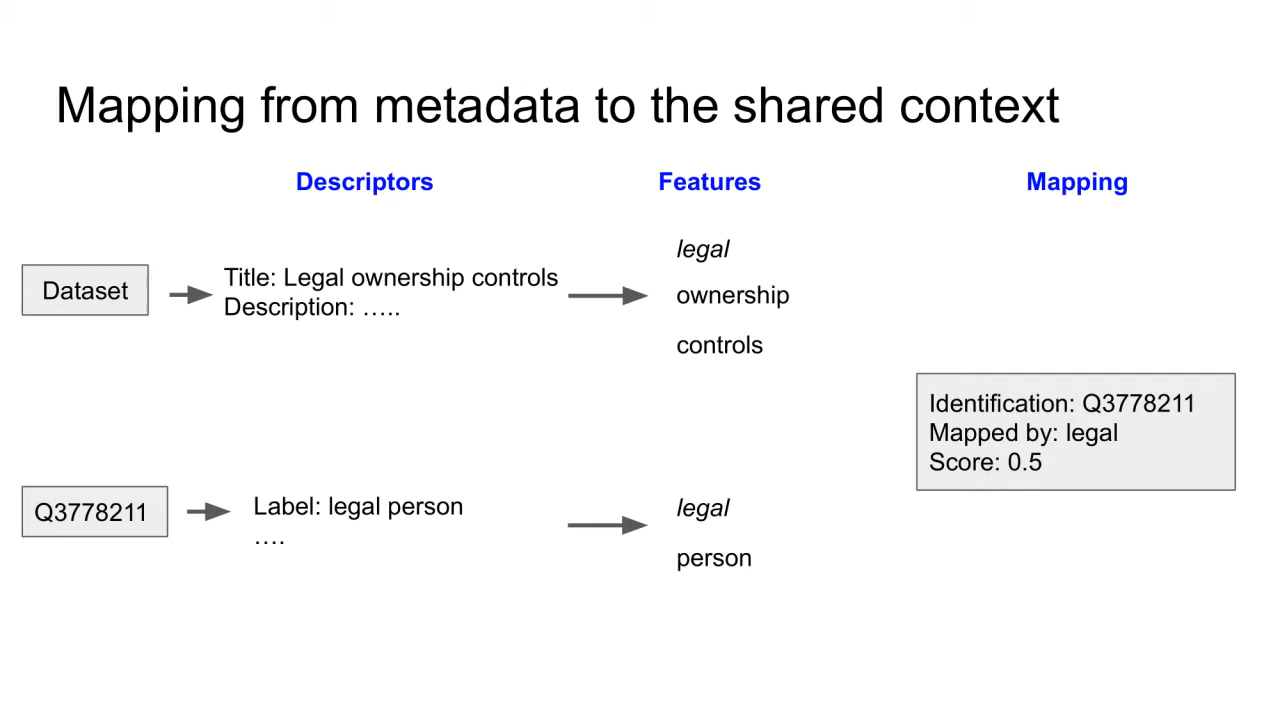 Mapping from metadata to the shared context
Descriptors
Features
Mapping
Dataset
Title: Legal ownership controls
Description: …..
legal
ownership
controls
Identification: Q3778211
Mapped by: legal
Score: 0.5
Q3778211
Label: legal person
….
legal
person